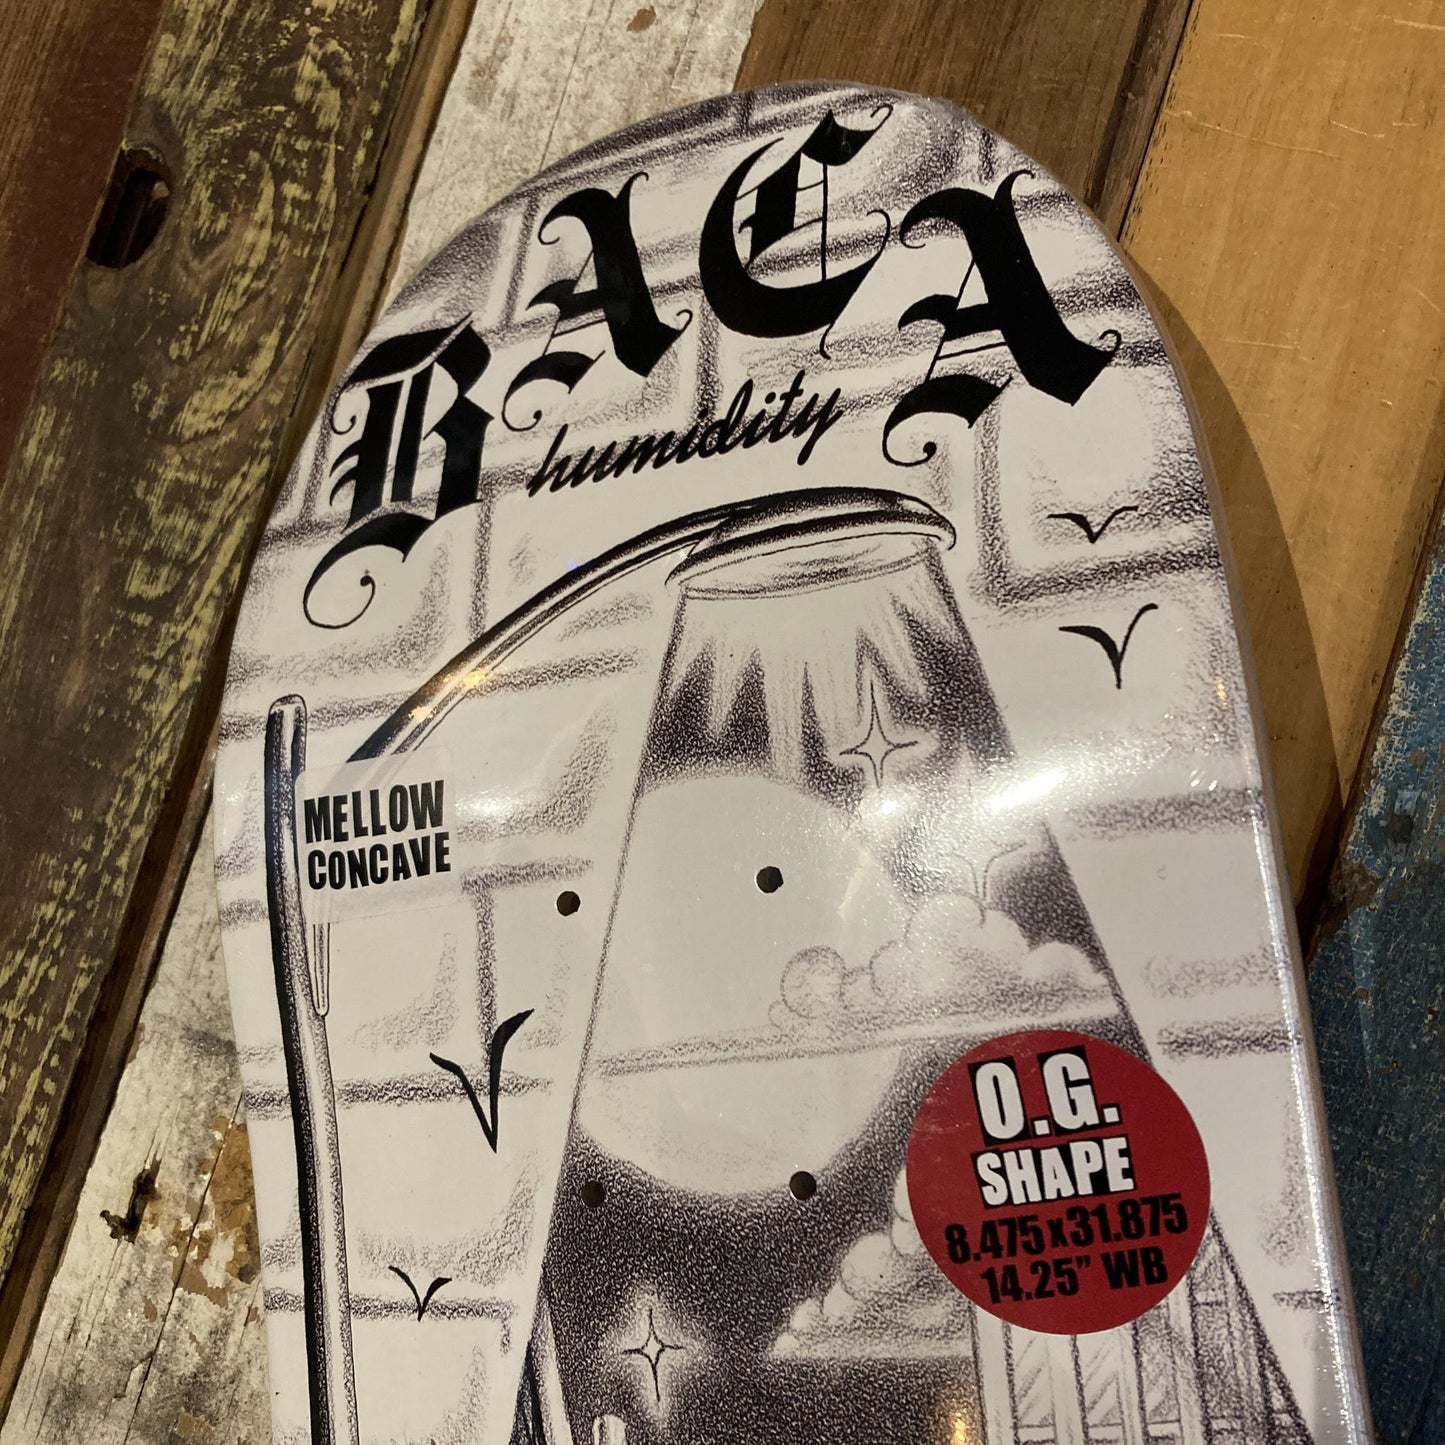 BACA
humidity
MELLOW
CONCAVE
O.G.
SHAPE
8.475x31.875
14.25" WB